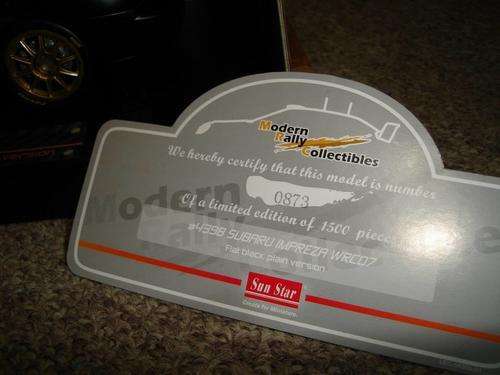 Modern
Rally
Collectibles
We hereby certify that this model is number
0873
Of a limited edition of 1500 piec
#4398 SUBARU IMPREZA WRC07
Flat black plain version
Sun Star